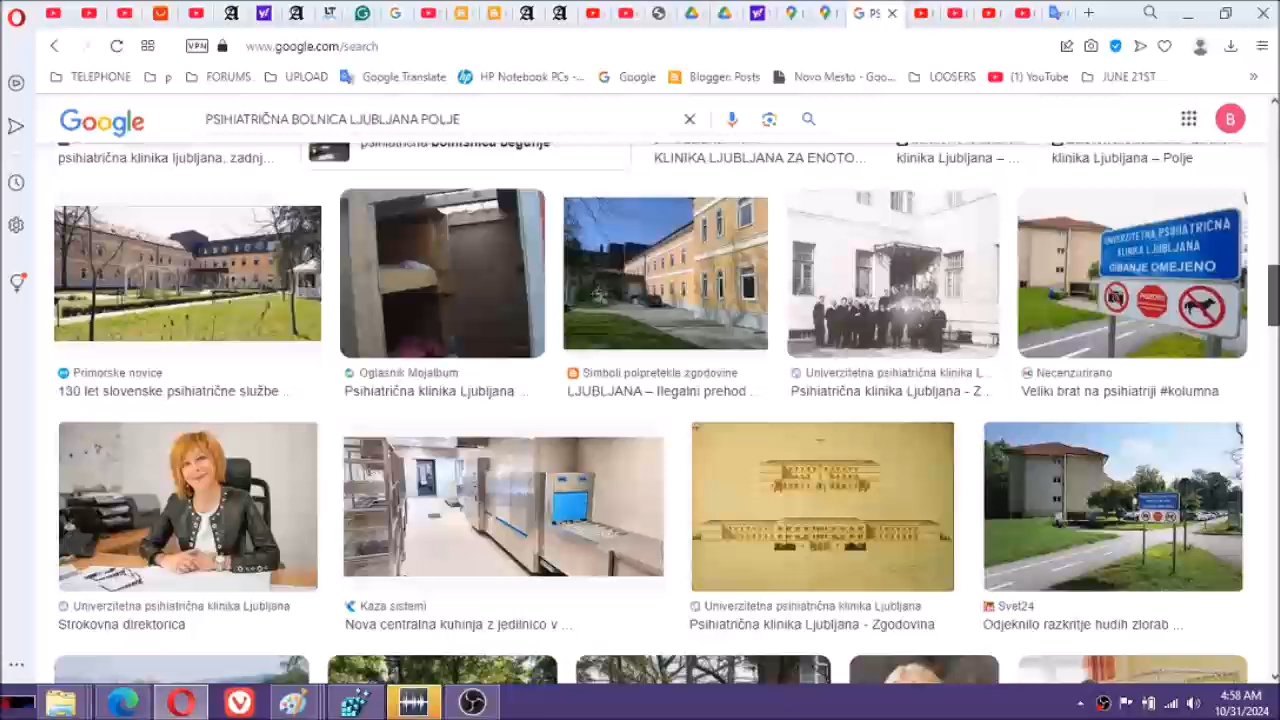 www.google.com/search
VPN
TELEPHONE
p
FORUMS
UPLOAD
Google Translate
HP Notebook PCs -...
Google
Blogger: Posts
Novo Mesto - Goo...
LOOSERS
(1) YouTube
JUNE 21ST...
Google
PSIHIATRIČNA BOLNICA LJUBLJANA POLJE
B
psihiatrična klinika ljubljana, zadnj...
psihiatrična bolnišnica begunje
KLINIKA LJUBLJANA ZA ENOTO...
klinika Ljubljana – ...
klinika Ljubljana – Polje
UNIVERZITETNA PSIHIATRIČNA
KLINIKA LJUBLJANA
GIBANJE OMEJENO
Primorske novice
130 let slovenske psihiatrične službe ...
Oglasnik Mojalbum
Psihiatrična klinika Ljubljana ...
Simboli polpretekle zgodovine
LJUBLJANA – Ilegalni prehod ...
Univerzitetna psihiatrična klinika L...
Psihiatrična klinika Ljubljana - Z...
Necenzurirano
Veliki brat na psihiatriji #kolumna
Univerzitetna psihiatrična klinika Ljubljana
Strokovna direktorica
Kaza sistemi
Nova centralna kuhinja z jedilnico v ...
Univerzitetna psihiatrična klinika Ljubljana
Psihiatrična klinika Ljubljana - Zgodovina
Svet24
Odjeknilo razkritje hudih zlorab ...
4:58 AM
10/31/2024